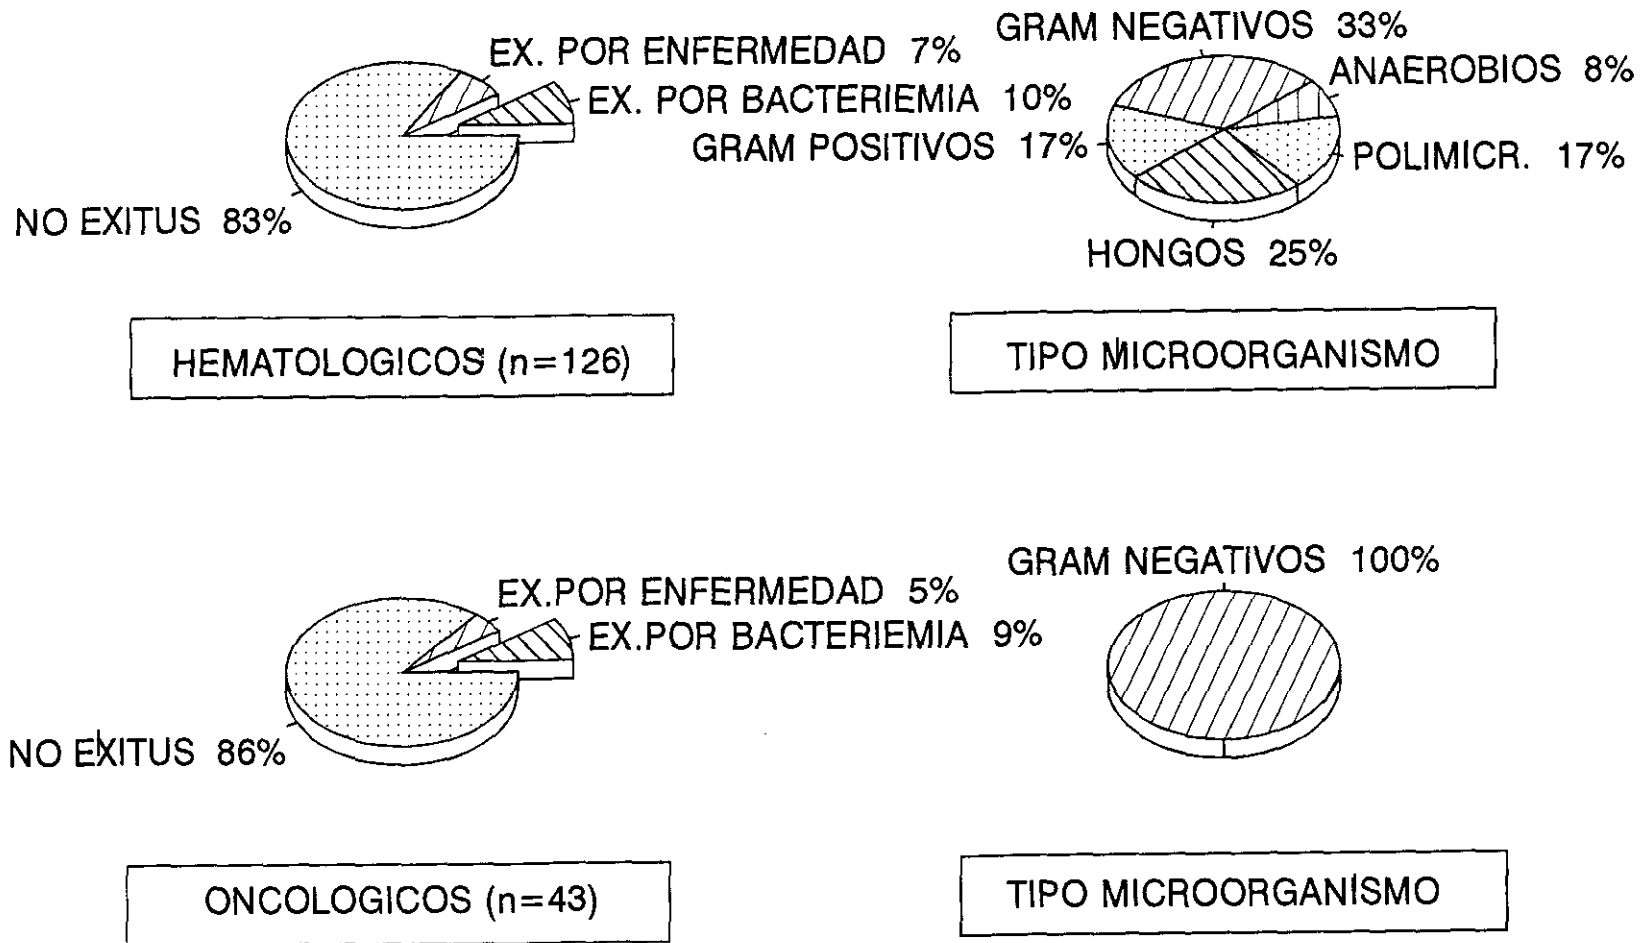 EX. POR ENFERMEDAD 7%
EX. POR BACTERIEMIA 10%
NO EXITUS 83%
HEMATOLOGICOS (n=126)
GRAM NEGATIVOS 33%
ANAEROBIOS 8%
GRAM POSITIVOS 17%
POLIMICR. 17%
HONGOS 25%
TIPO MICROORGANISMO
EX.POR ENFERMEDAD 5%
EX.POR BACTERIEMIA 9%
NO EXITUS 86%
ONCOLOGICOS (n=43)
GRAM NEGATIVOS 100%
TIPO MICROORGANISMO